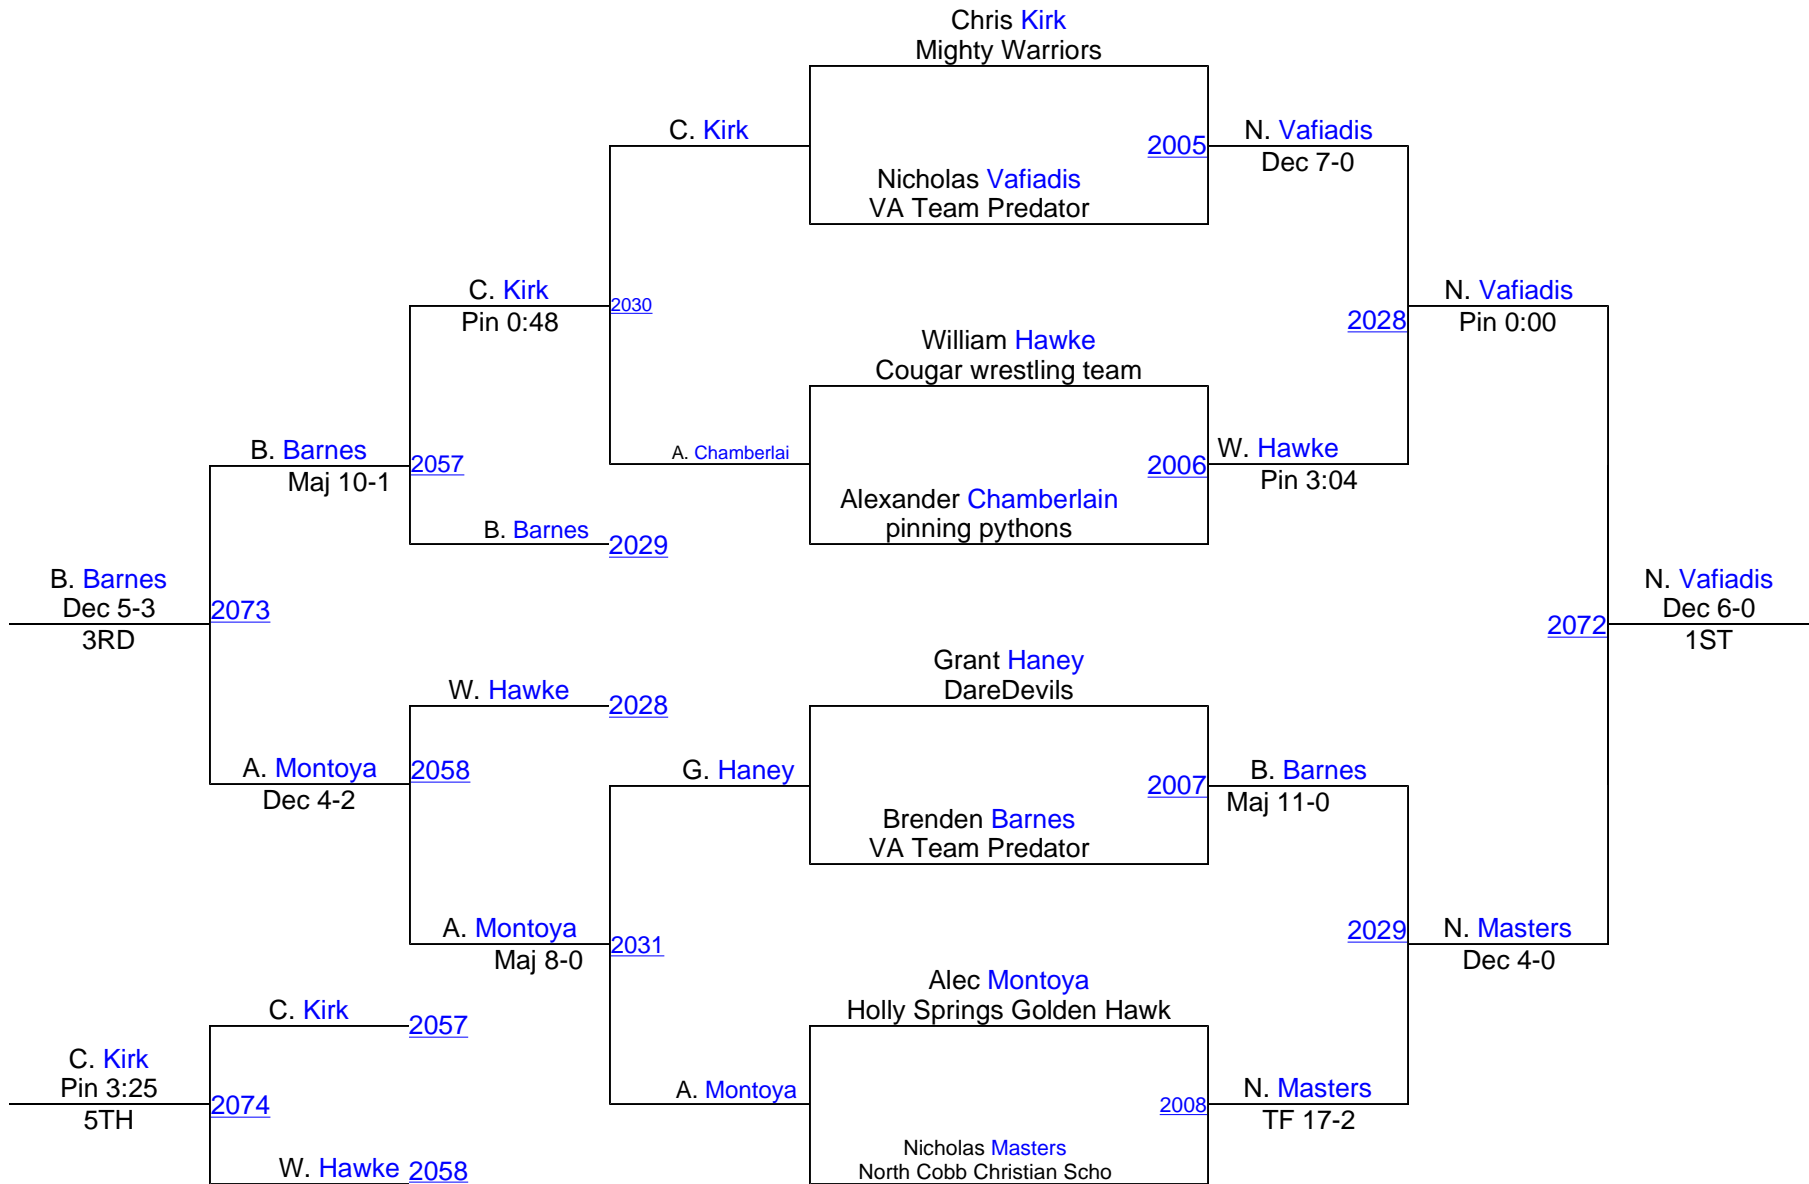 Chris Kirk
Mighty Warriors
C. Kirk
2005
N. Vafiadis
Dec 7-0
Nicholas Vafiadis
VA Team Predator
C. Kirk
Pin 0:48
2030
William Hawke
Cougar wrestling team
2028
N. Vafiadis
Pin 0:00
B. Barnes
Maj 10-1
2057
A. Chamberlai
2006
W. Hawke
Pin 3:04
Alexander Chamberlain
pinning pythons
B. Barnes
2029
B. Barnes
Dec 5-3
3RD
2073
2072
N. Vafiadis
Dec 6-0
1ST
Grant Haney
DareDevils
W. Hawke
2028
A. Montoya
Dec 4-2
2058
G. Haney
2007
B. Barnes
Maj 11-0
Brenden Barnes
VA Team Predator
A. Montoya
Maj 8-0
2031
2029
N. Masters
Dec 4-0
Alec Montoya
Holly Springs Golden Hawk
C. Kirk
2057
C. Kirk
Pin 3:25
5TH
2074
A. Montoya
2008
N. Masters
TF 17-2
Nicholas Masters
North Cobb Christian Scho
W. Hawke
2058